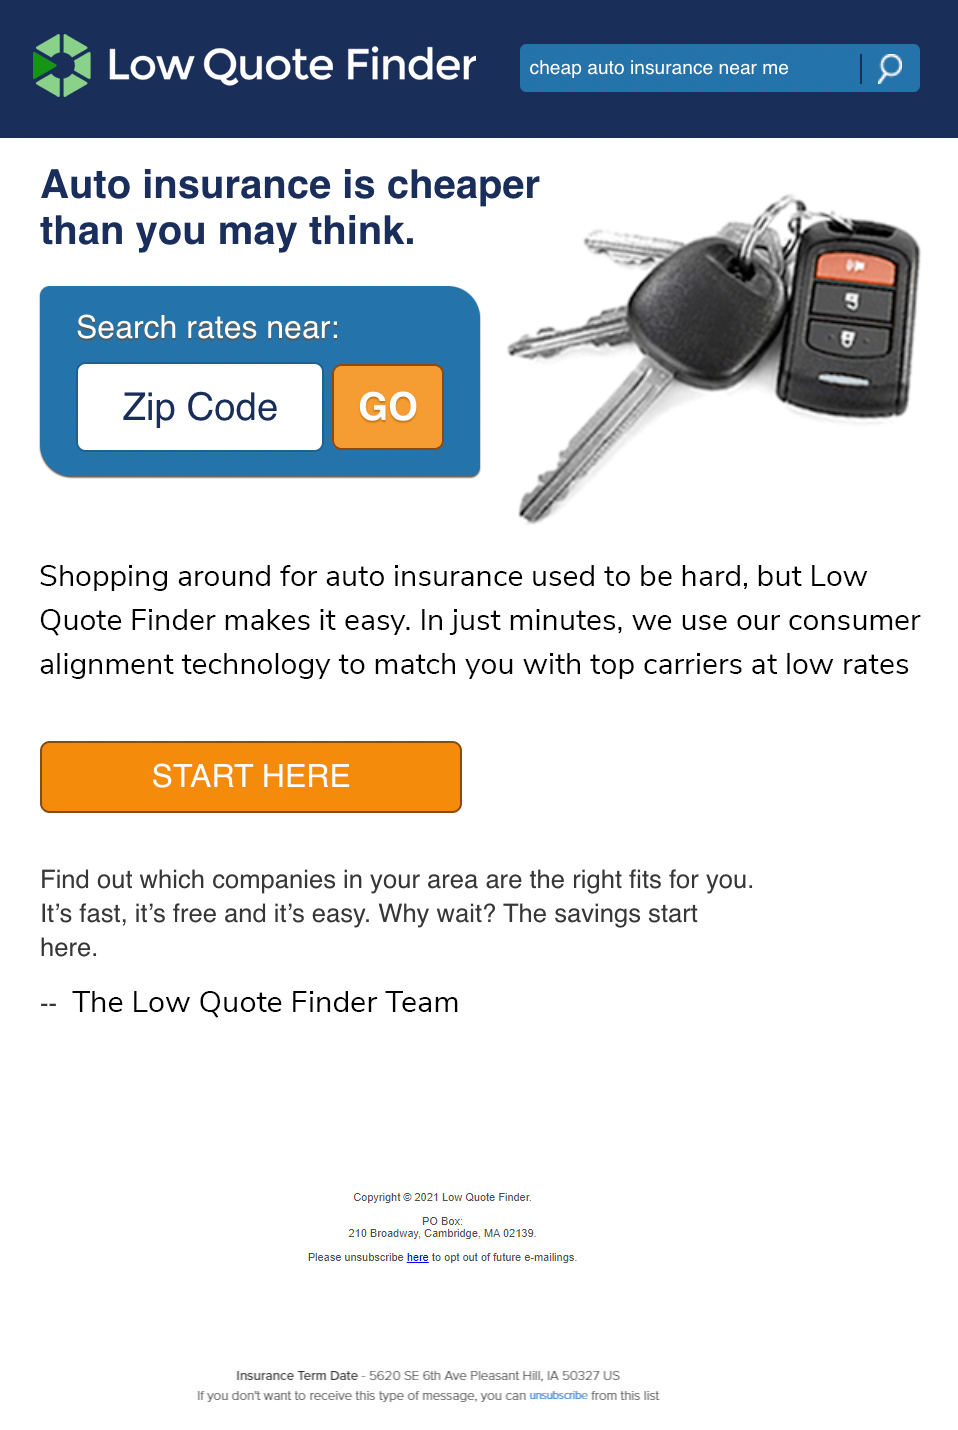 Low Quote Finder
cheap auto insurance near me
Auto insurance is cheaper
than you may think.
Search rates near:
Zip Code
GO
Shopping around for auto insurance used to be hard, but Low
Quote Finder makes it easy. In just minutes, we use our consumer
alignment technology to match you with top carriers at low rates
START HERE
Find out which companies in your area are the right fits for you.
It’s fast, it’s free and it’s easy. Why wait? The savings start
here.
-- The Low Quote Finder Team
Copyright © 2021 Low Quote Finder.
PO Box:
210 Broadway, Cambridge, MA 02139.
Please unsubscribe here to opt out of future e-mailings.
Insurance Term Date - 5620 SE 6th Ave Pleasant Hill, IA 50327 US
If you don't want to receive this type of message, you can unsubscribe from this list